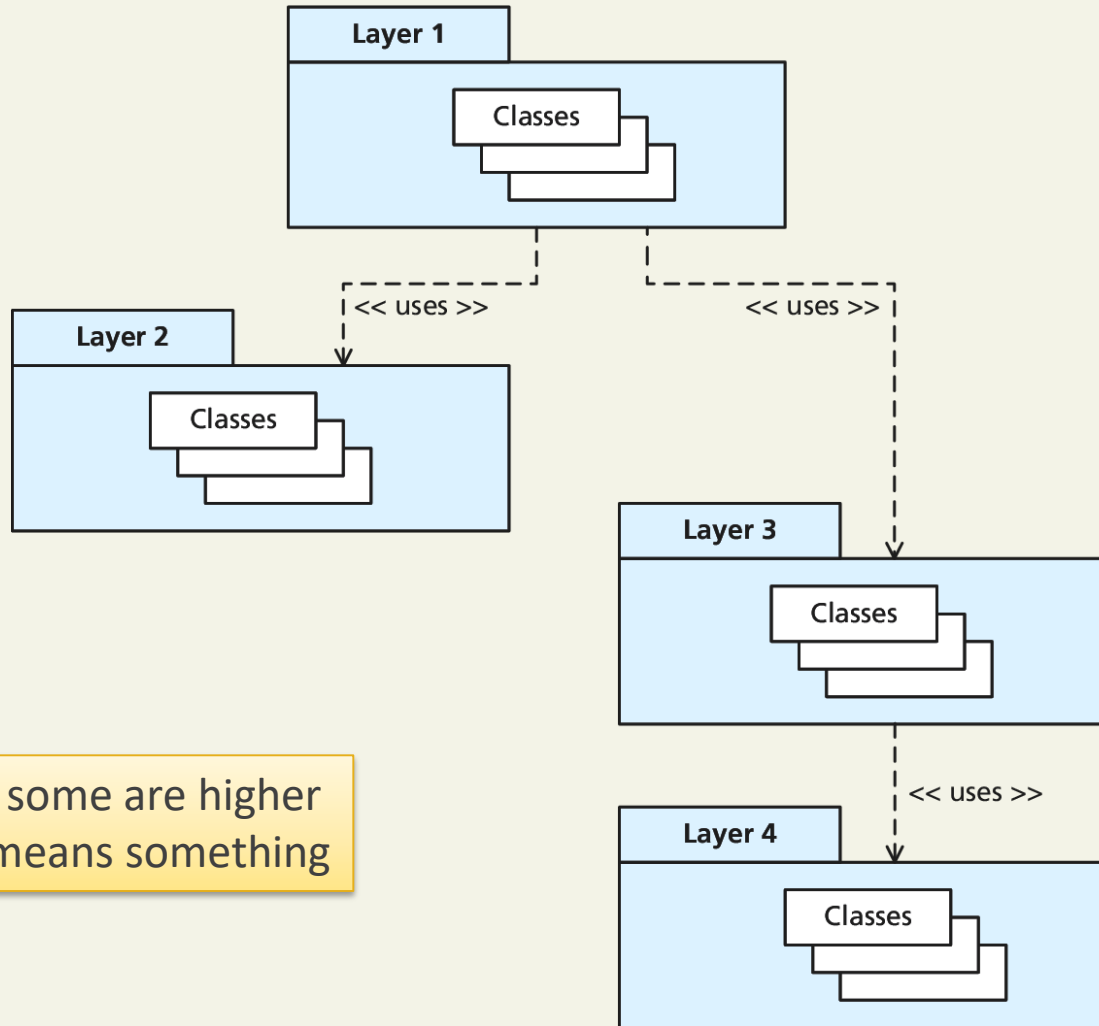 Layer 1
Classes
<< uses >>
<< uses >>
Layer 2
Classes
Layer 3
Classes
some are higher
means something
<< uses >>
Layer 4
Classes